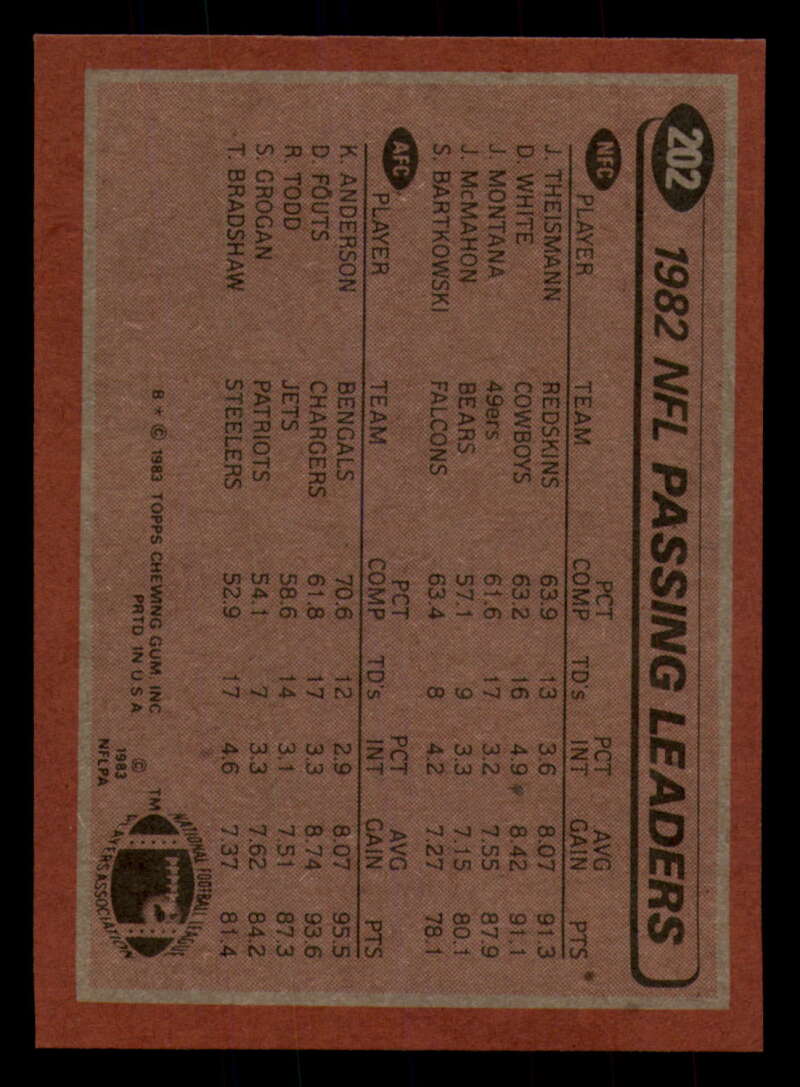 202 1982 NFL PASSING LEADERS
NFC PLAYER TEAM PCT COMP TD's PCT INT AVG GAIN PTS
J. THEISMANN REDSKINS 63.9 13 3.6 8.07 91.3
D. WHITE COWBOYS 63.2 16 4.9 8.42 91.1
J. MONTANA 49ers 61.6 17 3.2 7.55 87.9
J. McMAHON BEARS 57.1 9 3.3 7.15 80.1
S. BARTKOWSKI FALCONS 63.4 8 4.2 7.27 78.1
AFC PLAYER TEAM PCT COMP TD's PCT INT AVG GAIN PTS
K. ANDERSON BENGALS 70.6 12 2.9 8.07 95.5
D. FOUTS CHARGERS 61.8 17 3.3 8.74 93.6
R. TODD JETS 58.6 14 3.1 7.51 87.3
S. GROGAN PATRIOTS 54.1 7 3.3 7.62 84.2
T. BRADSHAW STEELERS 52.9 17 4.6 7.37 81.4
B * © 1983 TOPPS CHEWING GUM, INC
PRTD IN U S A
©
1983
NFLPA
TM
NATIONAL FOOTBALL LEAGUE
PLAYERS ASSOCIATION